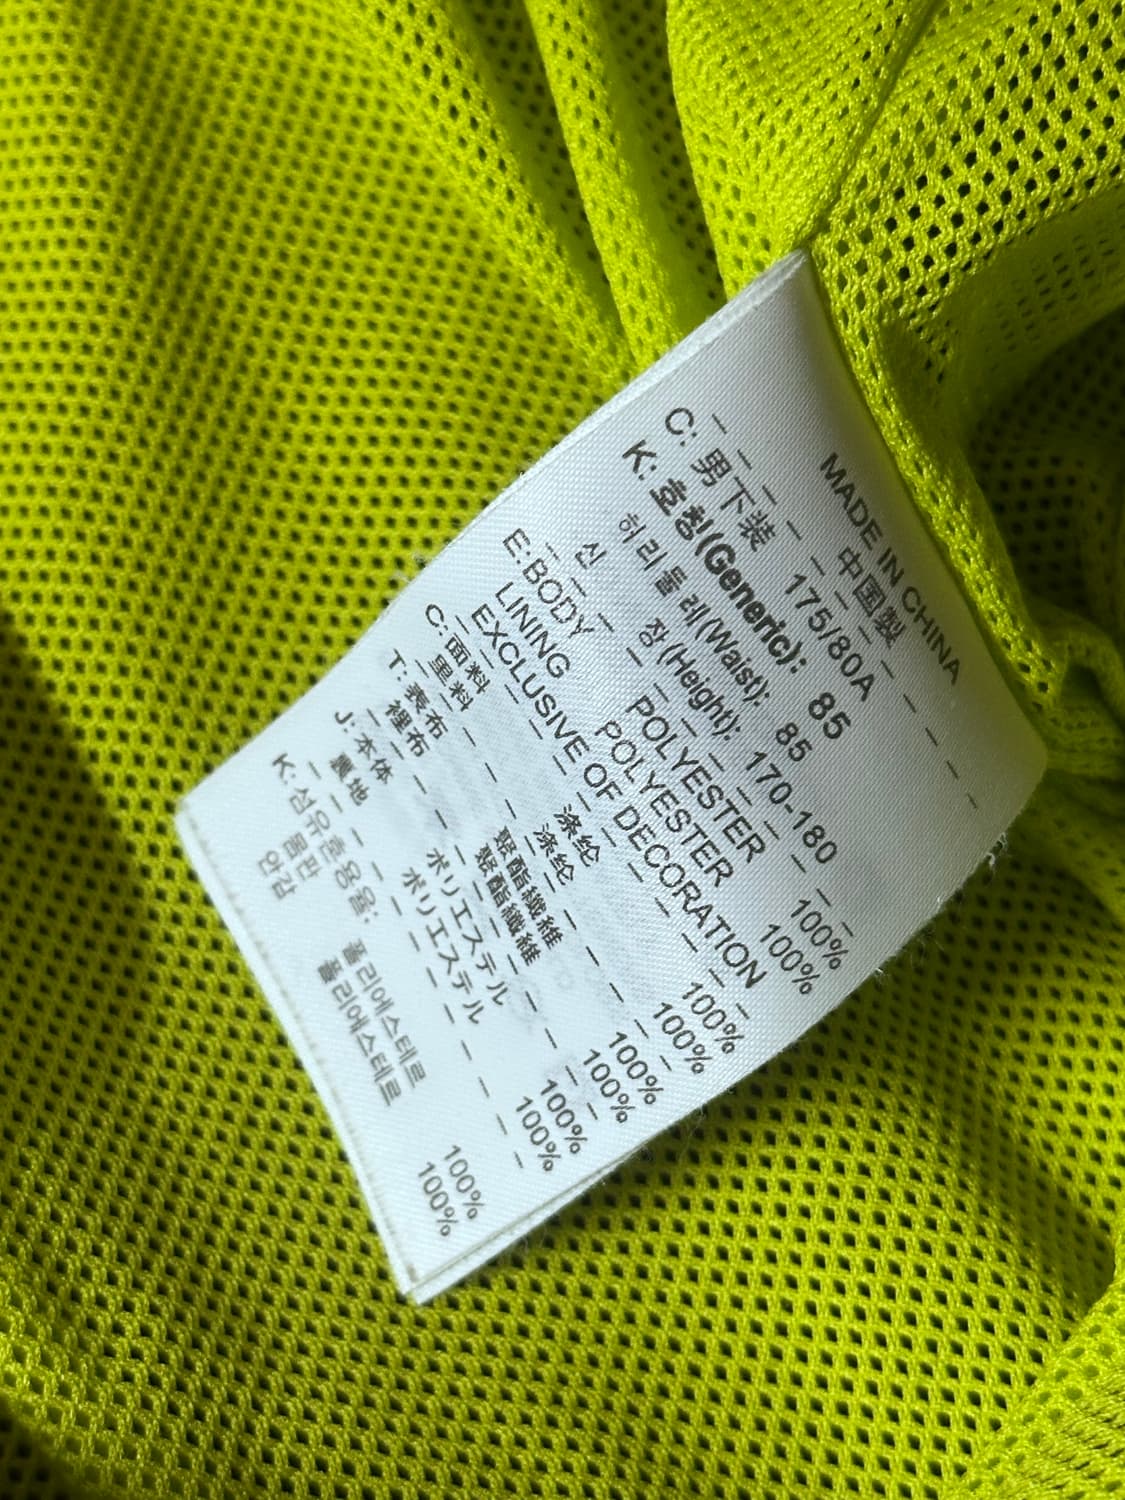 MADE IN CHINA
中国製
C: 男下装 175/80A
K: 호칭(Generic): 85
허리둘레(Waist): 85
신 장(Height): 170-180
E: BODY POLYESTER 100%
LINING POLYESTER 100%
EXCLUSIVE OF DECORATION
C: 面料 涤纶 100%
里料 涤纶 100%
T: 表布 聚酯纖維 100%
裡布 聚酯纖維 100%
J: 本体 ポリエステル 100%
裏地 ポリエステル 100%
K: 섬유혼용율:
몸판 폴리에스테르 100%
안감 폴리에스테르 100%